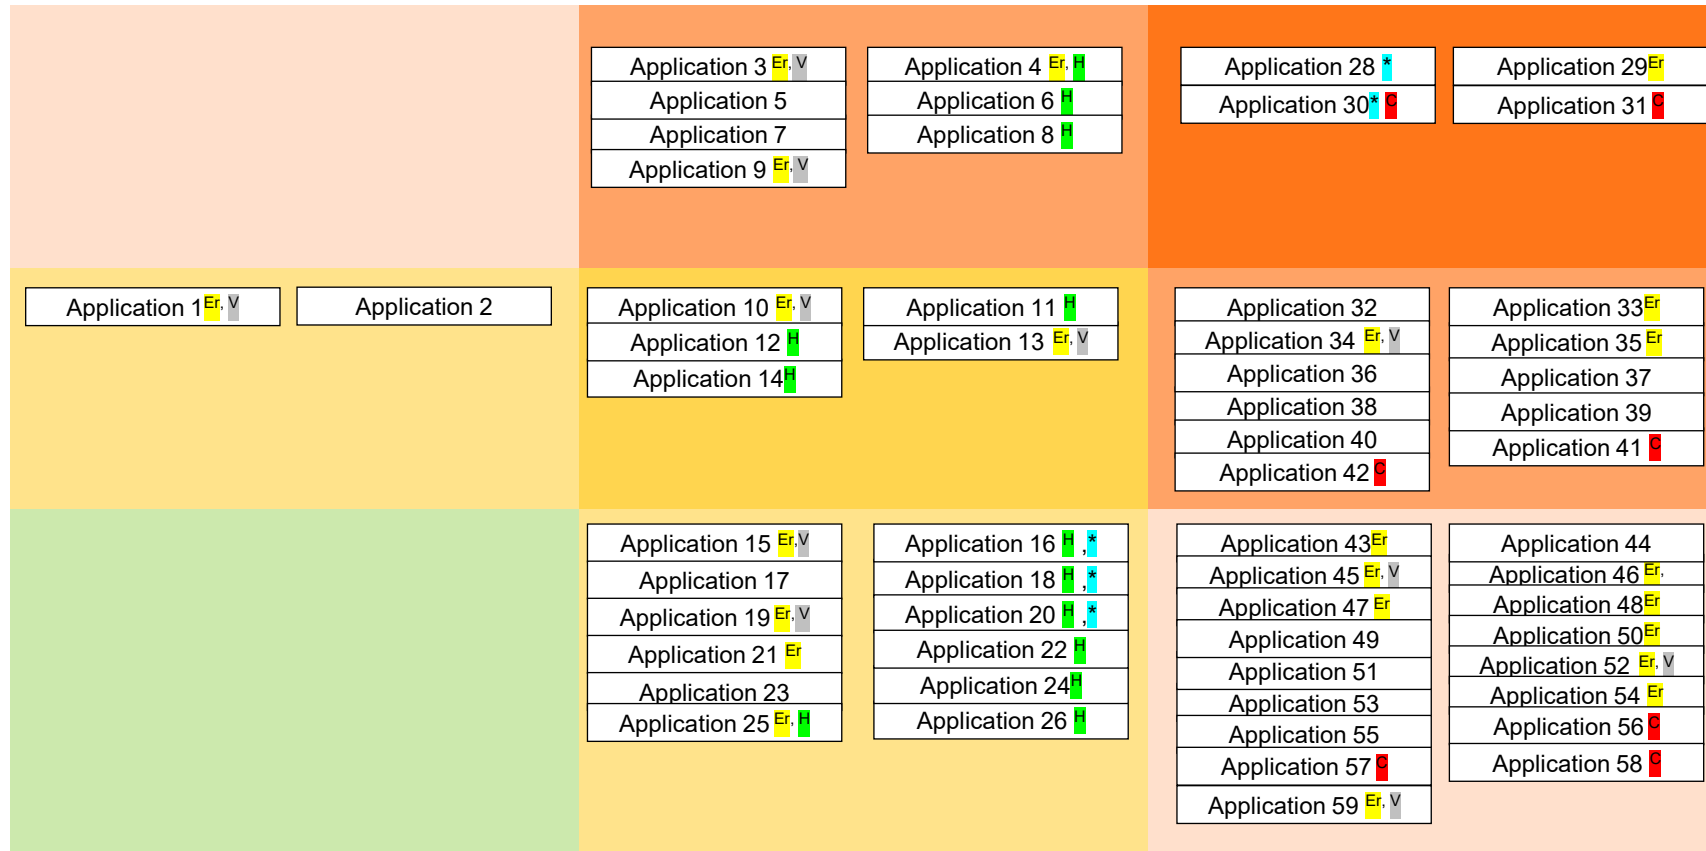 Application 3 Er, V
Application 4 Er, H
Application 28 *
Application 29Er
Application 5
Application 6 H
Application 30* C
Application 31 C
Application 7
Application 8 H
Application 9 Er, V
Application 1Er, V
Application 2
Application 10 Er, V
Application 11 H
Application 32
Application 33Er
Application 12 H
Application 13 Er, V
Application 34 Er, V
Application 35 Er
Application 14H
Application 36
Application 37
Application 38
Application 39
Application 40
Application 41 C
Application 42 C
Application 15 Er,V
Application 16 H ,*
Application 43Er
Application 44
Application 17
Application 18 H ,*
Application 45 Er, V
Application 46 Er,
Application 19 Er,V
Application 20 H ,*
Application 47 Er
Application 48Er
Application 21 Er
Application 22 H
Application 49
Application 50Er
Application 23
Application 24H
Application 51
Application 52 Er, V
Application 25 Er, H
Application 26 H
Application 53
Application 54 Er
Application 55
Application 56 C
Application 57 C
Application 58 C
Application 59 Er, V